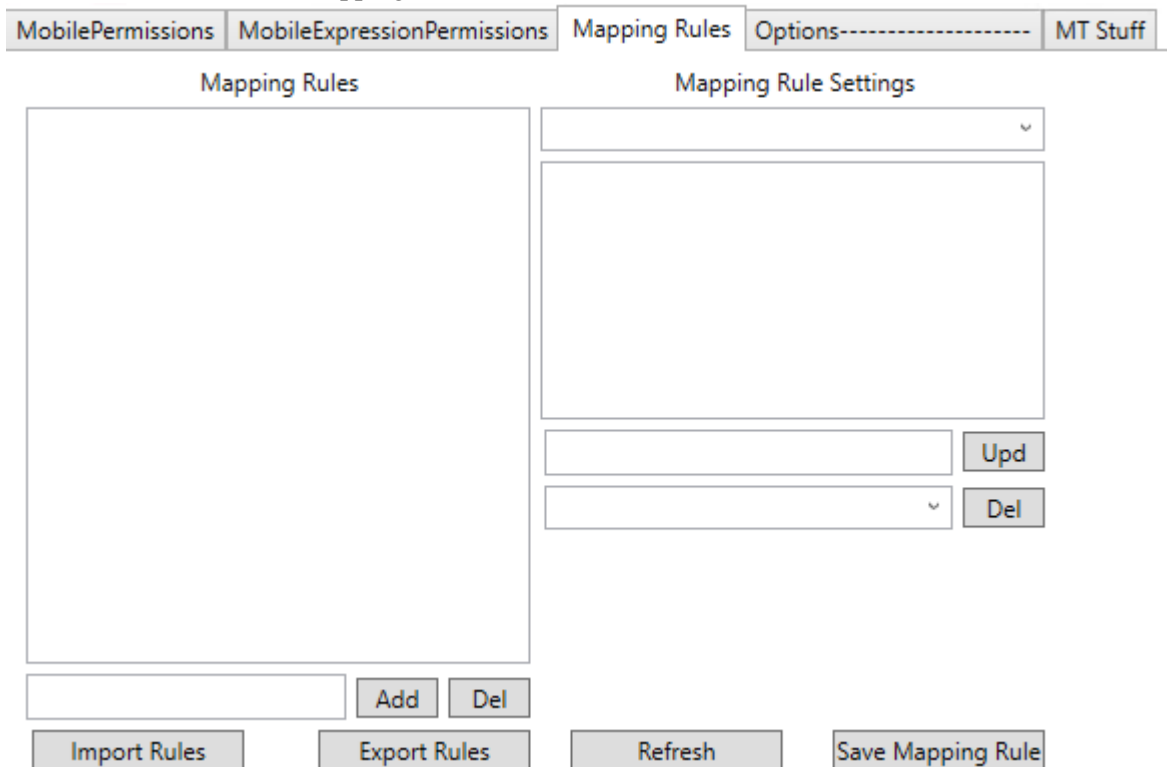 MobilePermissions MobileExpressionPermissions Mapping Rules Options-------------------- MT Stuff
Mapping Rules Mapping Rule Settings
Upd
Del
Add Del
Import Rules Export Rules Refresh Save Mapping Rule